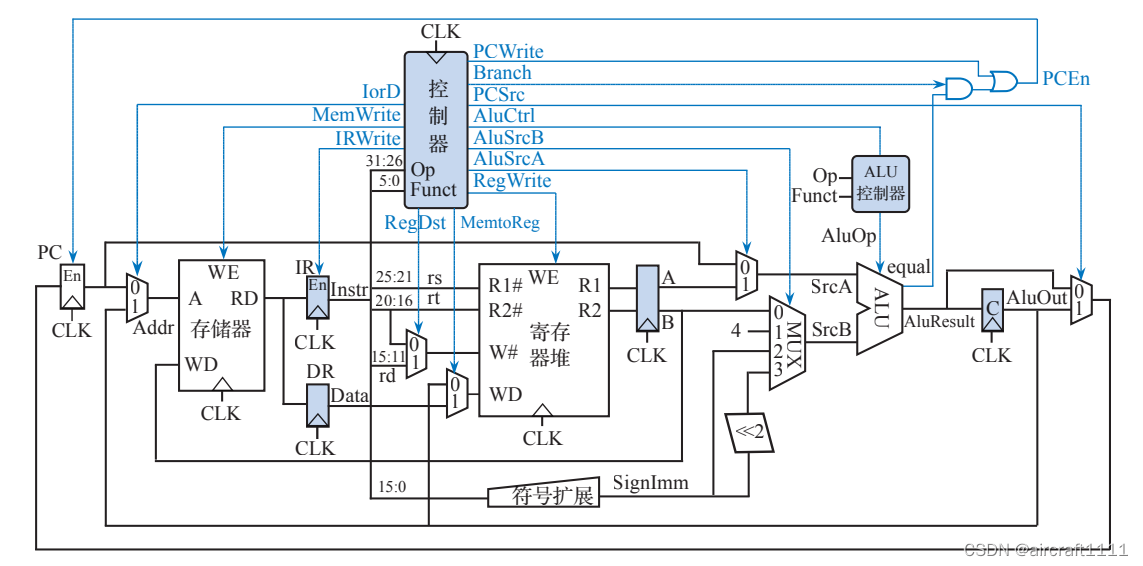 CLK
PCWrite
Branch
PCSrc
AluCtrl
AluSrcB
AluSrcA
RegWrite
IorD
MemWrite
IRWrite
控制器
31:26
Op
5:0
Funct
RegDst
MemtoReg
PCEn
Op
Funct
ALU
控制器
AluOp
PC
En
CLK
0
1
Addr
WE
A
RD
存储器
WD
CLK
IR
En
Instr
CLK
DR
Data
CLK
25:21
rs
20:16
rt
15:11
rd
0
1
0
1
WE
R1#
R1
R2#
R2
W#
寄存器堆
WD
CLK
A
B
CLK
0
1
4
0
1
2
3
MUX
SrcA
SrcB
equal
ALU
AluResult
C
AluOut
CLK
0
1
<<2
15:0
符号扩展
SignImm
CSDN @aircraft1111